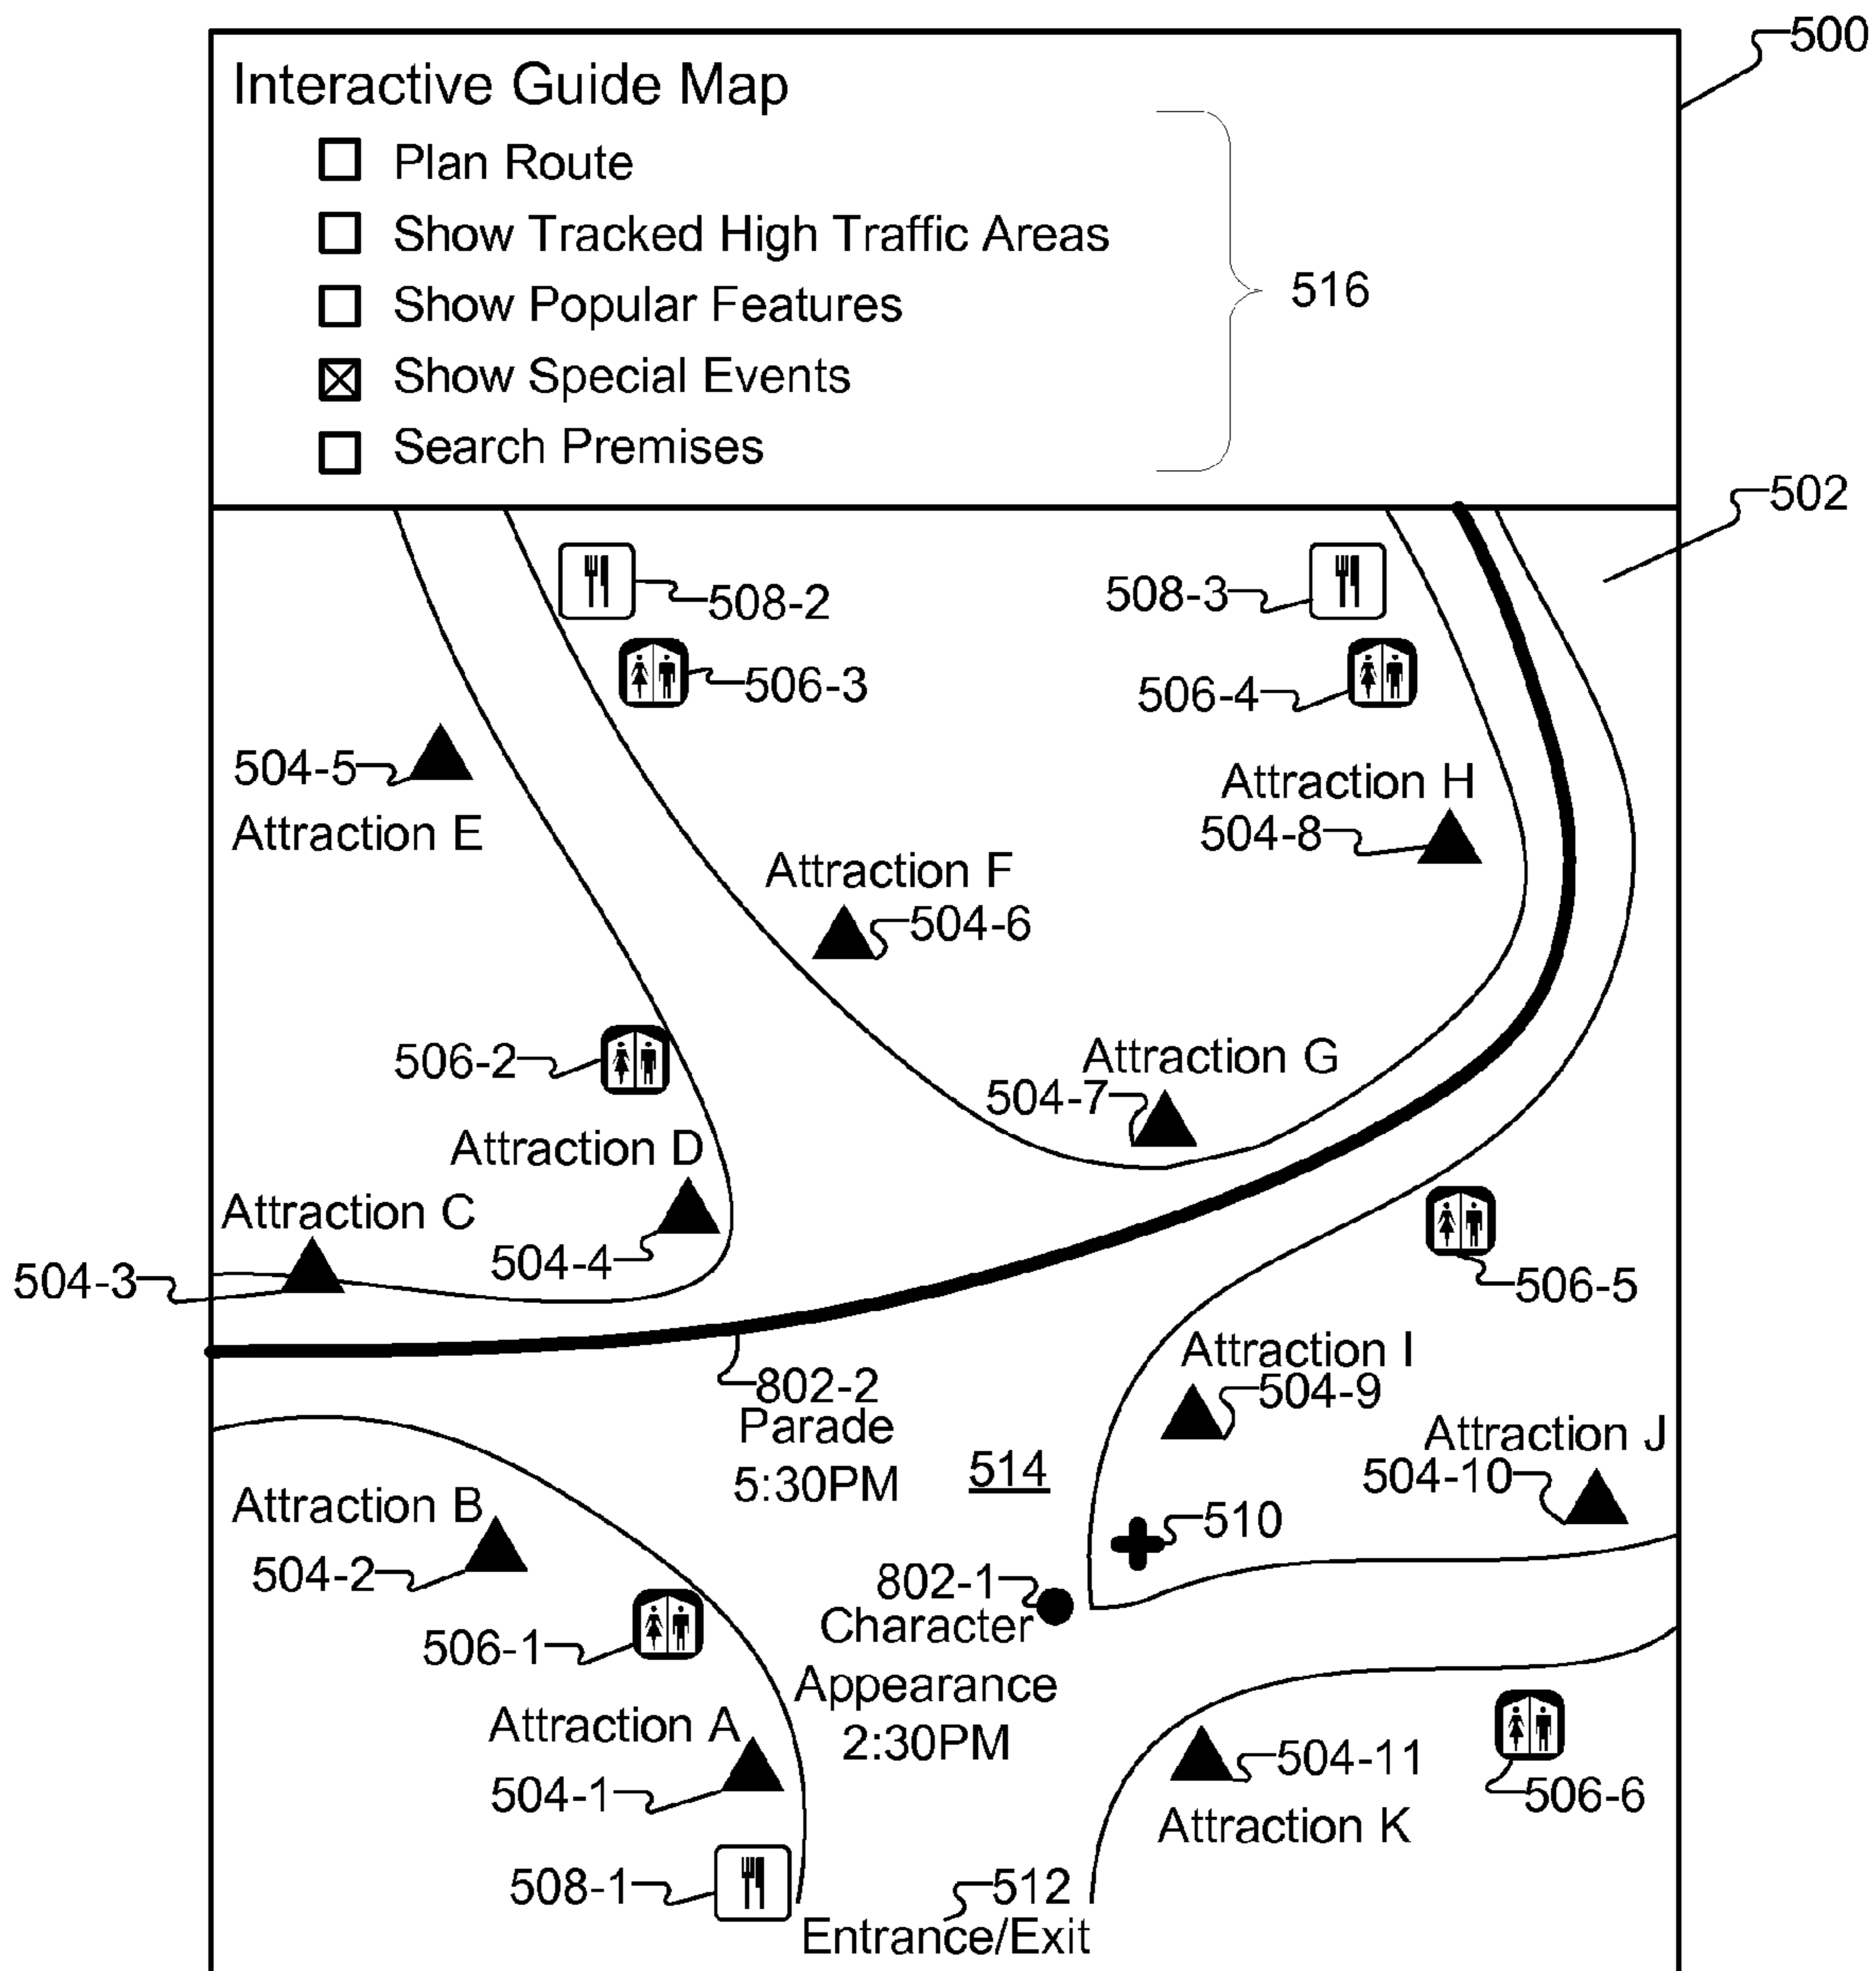 500
Interactive Guide Map
Plan Route
Show Tracked High Traffic Areas
Show Popular Features
516
Show Special Events
Search Premises
502
508-2
508-3
506-3
506-4
504-5
Attraction E
Attraction H
504-8
Attraction F
504-6
506-2
Attraction G
504-7
Attraction D
Attraction C
504-4
504-3
506-5
802-2
Parade
5:30PM
514
Attraction I
504-9
Attraction J
504-10
Attraction B
504-2
510
802-1
Character
Appearance
2:30PM
506-1
Attraction A
504-1
504-11
Attraction K
506-6
508-1
512
Entrance/Exit